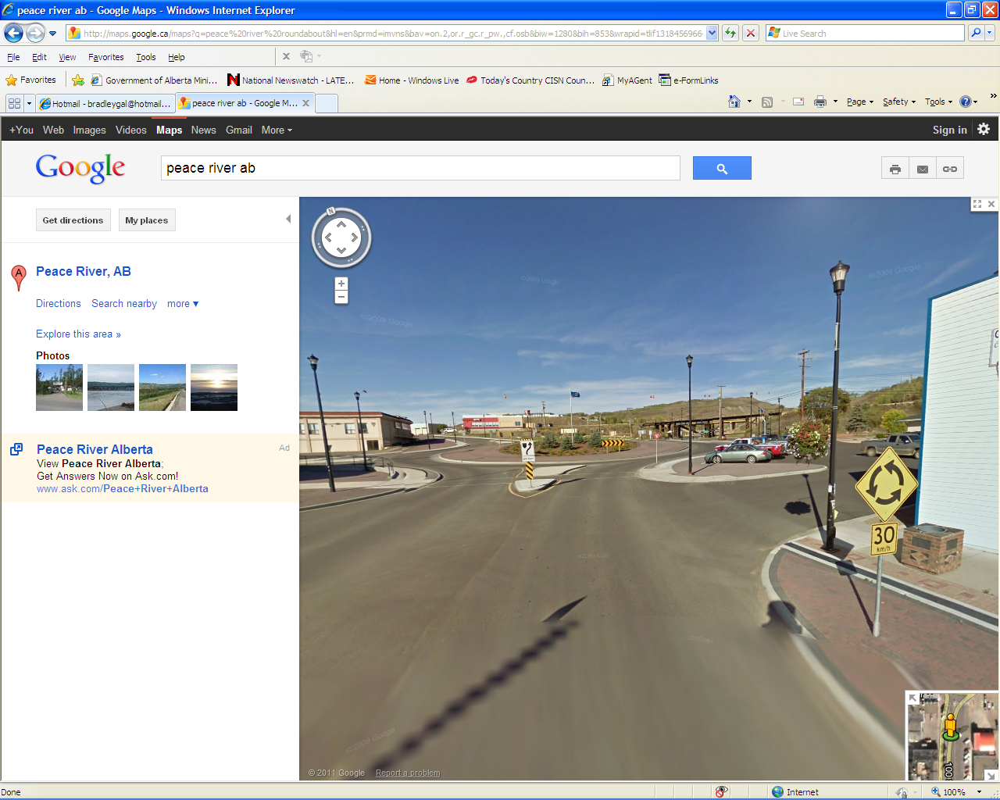 peace river ab - Google Maps - Windows Internet Explorer
http://maps.google.ca/maps?q=peace%20river%20roundabout&hl=en&prmd=imvns&bav=on.2,or.r_gc.r_pw.,cf.osb&biw=1280&bih=853&wrapid=tlif1318456966
Live Search
File Edit View Favorites Tools Help
Favorites
Government of Alberta Mini...
National Newswatch - LATE...
Home - Windows Live
Today's Country CISN Coun...
MyAGent
e-FormLinks
Hotmail - bradleygal@hotmail...
peace river ab - Google M...
Page Safety Tools
+You Web Images Videos Maps News Gmail More
Sign in
Google
peace river ab
Get directions
My places
A
Peace River, AB
Directions Search nearby more
Explore this area »
Photos
Peace River Alberta
Ad
View Peace River Alberta;
Get Answers Now on Ask.com!
www.ask.com/Peace+River+Alberta
N
©2009 Google
©2009 Google
©2009 Google
30
km/h
©2009 Google
© 2011 Google Report a problem
Done
Internet
100%